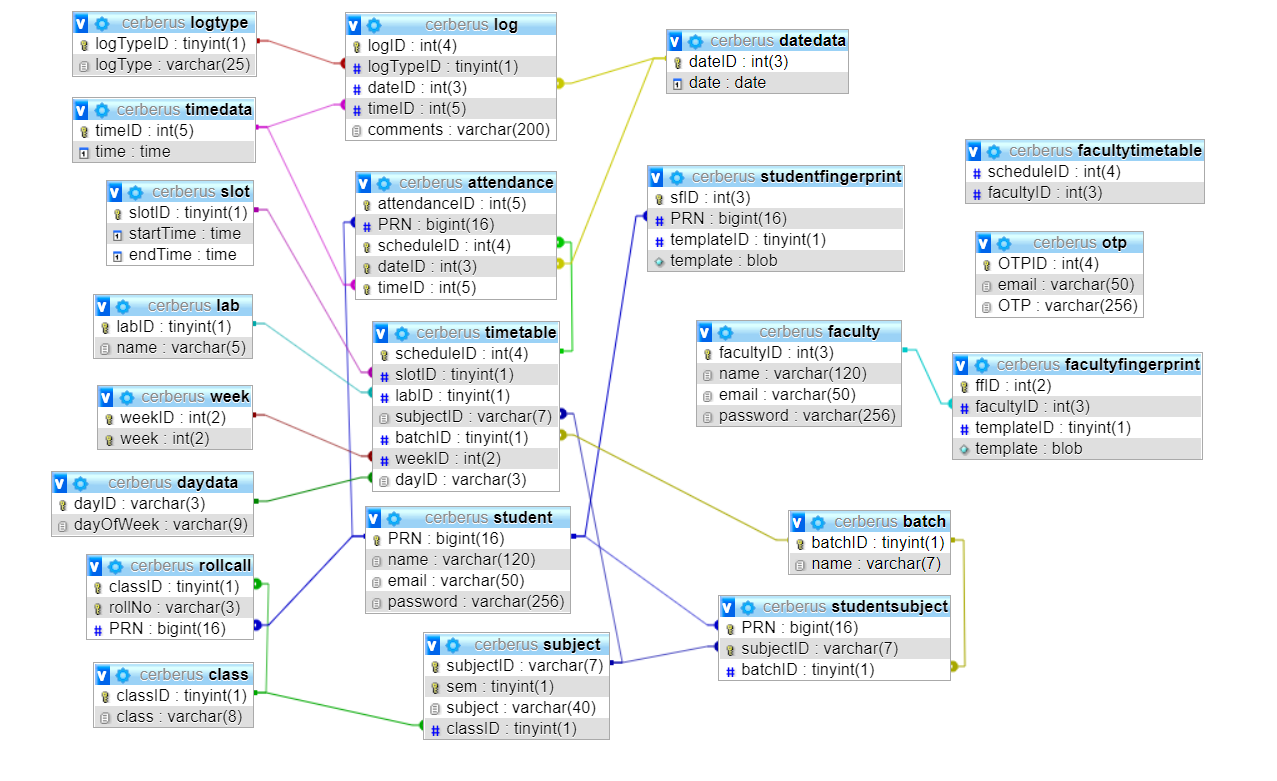 cerberus logtype
logTypeID : tinyint(1)
logType : varchar(25)
cerberus timedata
timeID : int(5)
time : time
cerberus slot
slotID : tinyint(1)
startTime : time
endTime : time
cerberus lab
labID : tinyint(1)
name : varchar(5)
cerberus week
weekID : int(2)
week : int(2)
cerberus daydata
dayID : varchar(3)
dayOfWeek : varchar(9)
cerberus rollcall
classID : tinyint(1)
rollNo : varchar(3)
PRN : bigint(16)
cerberus class
classID : tinyint(1)
class : varchar(8)
cerberus log
logID : int(4)
logTypeID : tinyint(1)
dateID : int(3)
timeID : int(5)
comments : varchar(200)
cerberus attendance
attendanceID : int(5)
PRN : bigint(16)
scheduleID : int(4)
dateID : int(3)
timeID : int(5)
cerberus timetable
scheduleID : int(4)
slotID : tinyint(1)
labID : tinyint(1)
subjectID : varchar(7)
batchID : tinyint(1)
weekID : int(2)
dayID : varchar(3)
cerberus student
PRN : bigint(16)
name : varchar(120)
email : varchar(50)
password : varchar(256)
cerberus subject
subjectID : varchar(7)
sem : tinyint(1)
subject : varchar(40)
classID : tinyint(1)
cerberus datedata
dateID : int(3)
date : date
cerberus studentfingerprint
sfID : int(3)
PRN : bigint(16)
templateID : tinyint(1)
template : blob
cerberus faculty
facultyID : int(3)
name : varchar(120)
email : varchar(50)
password : varchar(256)
cerberus batch
batchID : tinyint(1)
name : varchar(7)
cerberus studentsubject
PRN : bigint(16)
subjectID : varchar(7)
batchID : tinyint(1)
cerberus facultytimetable
scheduleID : int(4)
facultyID : int(3)
cerberus otp
OTPID : int(4)
email : varchar(50)
OTP : varchar(256)
cerberus facultyfingerprint
ffID : int(2)
facultyID : int(3)
templateID : tinyint(1)
template : blob